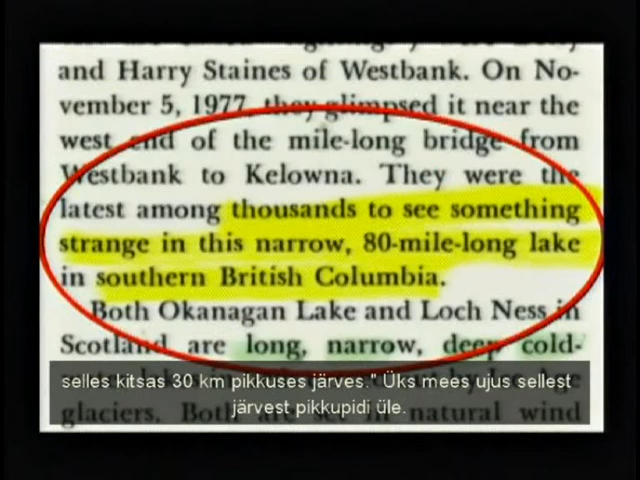 and Harry Staines of Westbank. On No-
vember 5, 1977, they glimpsed it near the
west end of the mile-long bridge from
Westbank to Kelowna. They were the
latest among thousands to see something
strange in this narrow, 80-mile-long lake
in southern British Columbia.
Both Okanagan Lake and Loch Ness in
Scotland are long, narrow, deep cold-
selles kitsas 30 km pikkuses järves." Üks mees ujus sellest
järvest pikkupidi üle.
glaciers. Both are set in natural wind